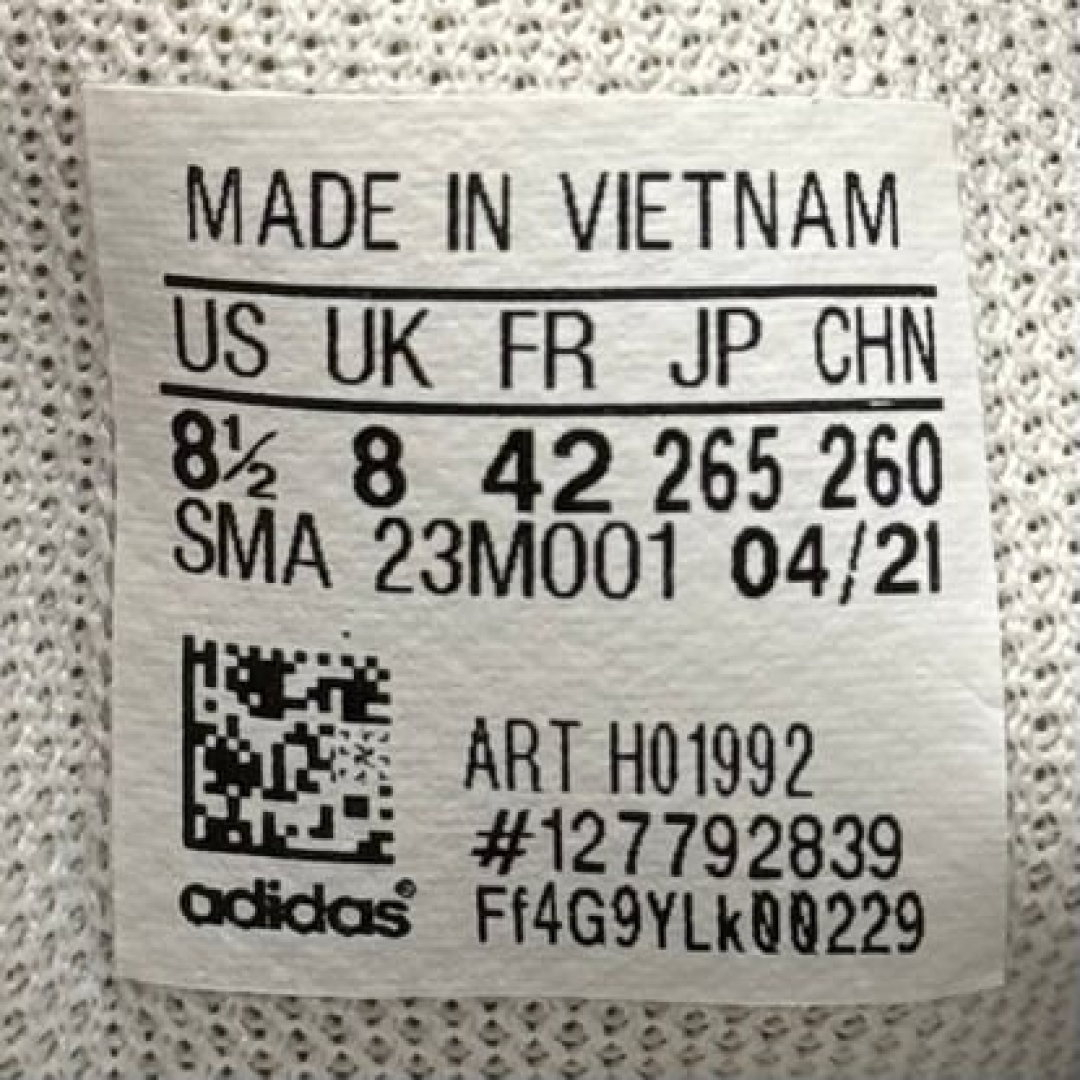 MADE IN VIETNAM
US UK FR JP CHN
8½ 8 42 265 260
SMA 23M001 04/21
ART H01992
#127792839
adidas®
Ff4G9YLk00229